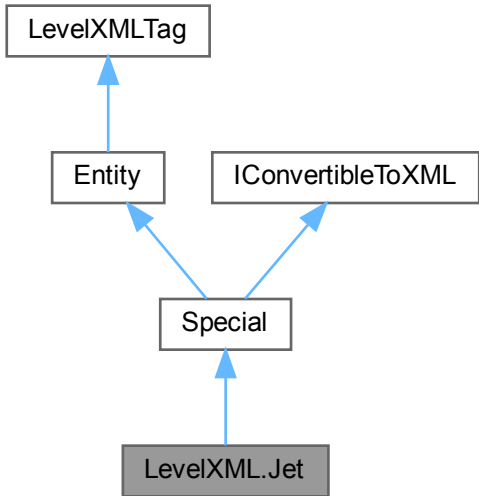 LevelXMLTag
Entity
IConvertibleToXML
Special
LevelXML.Jet